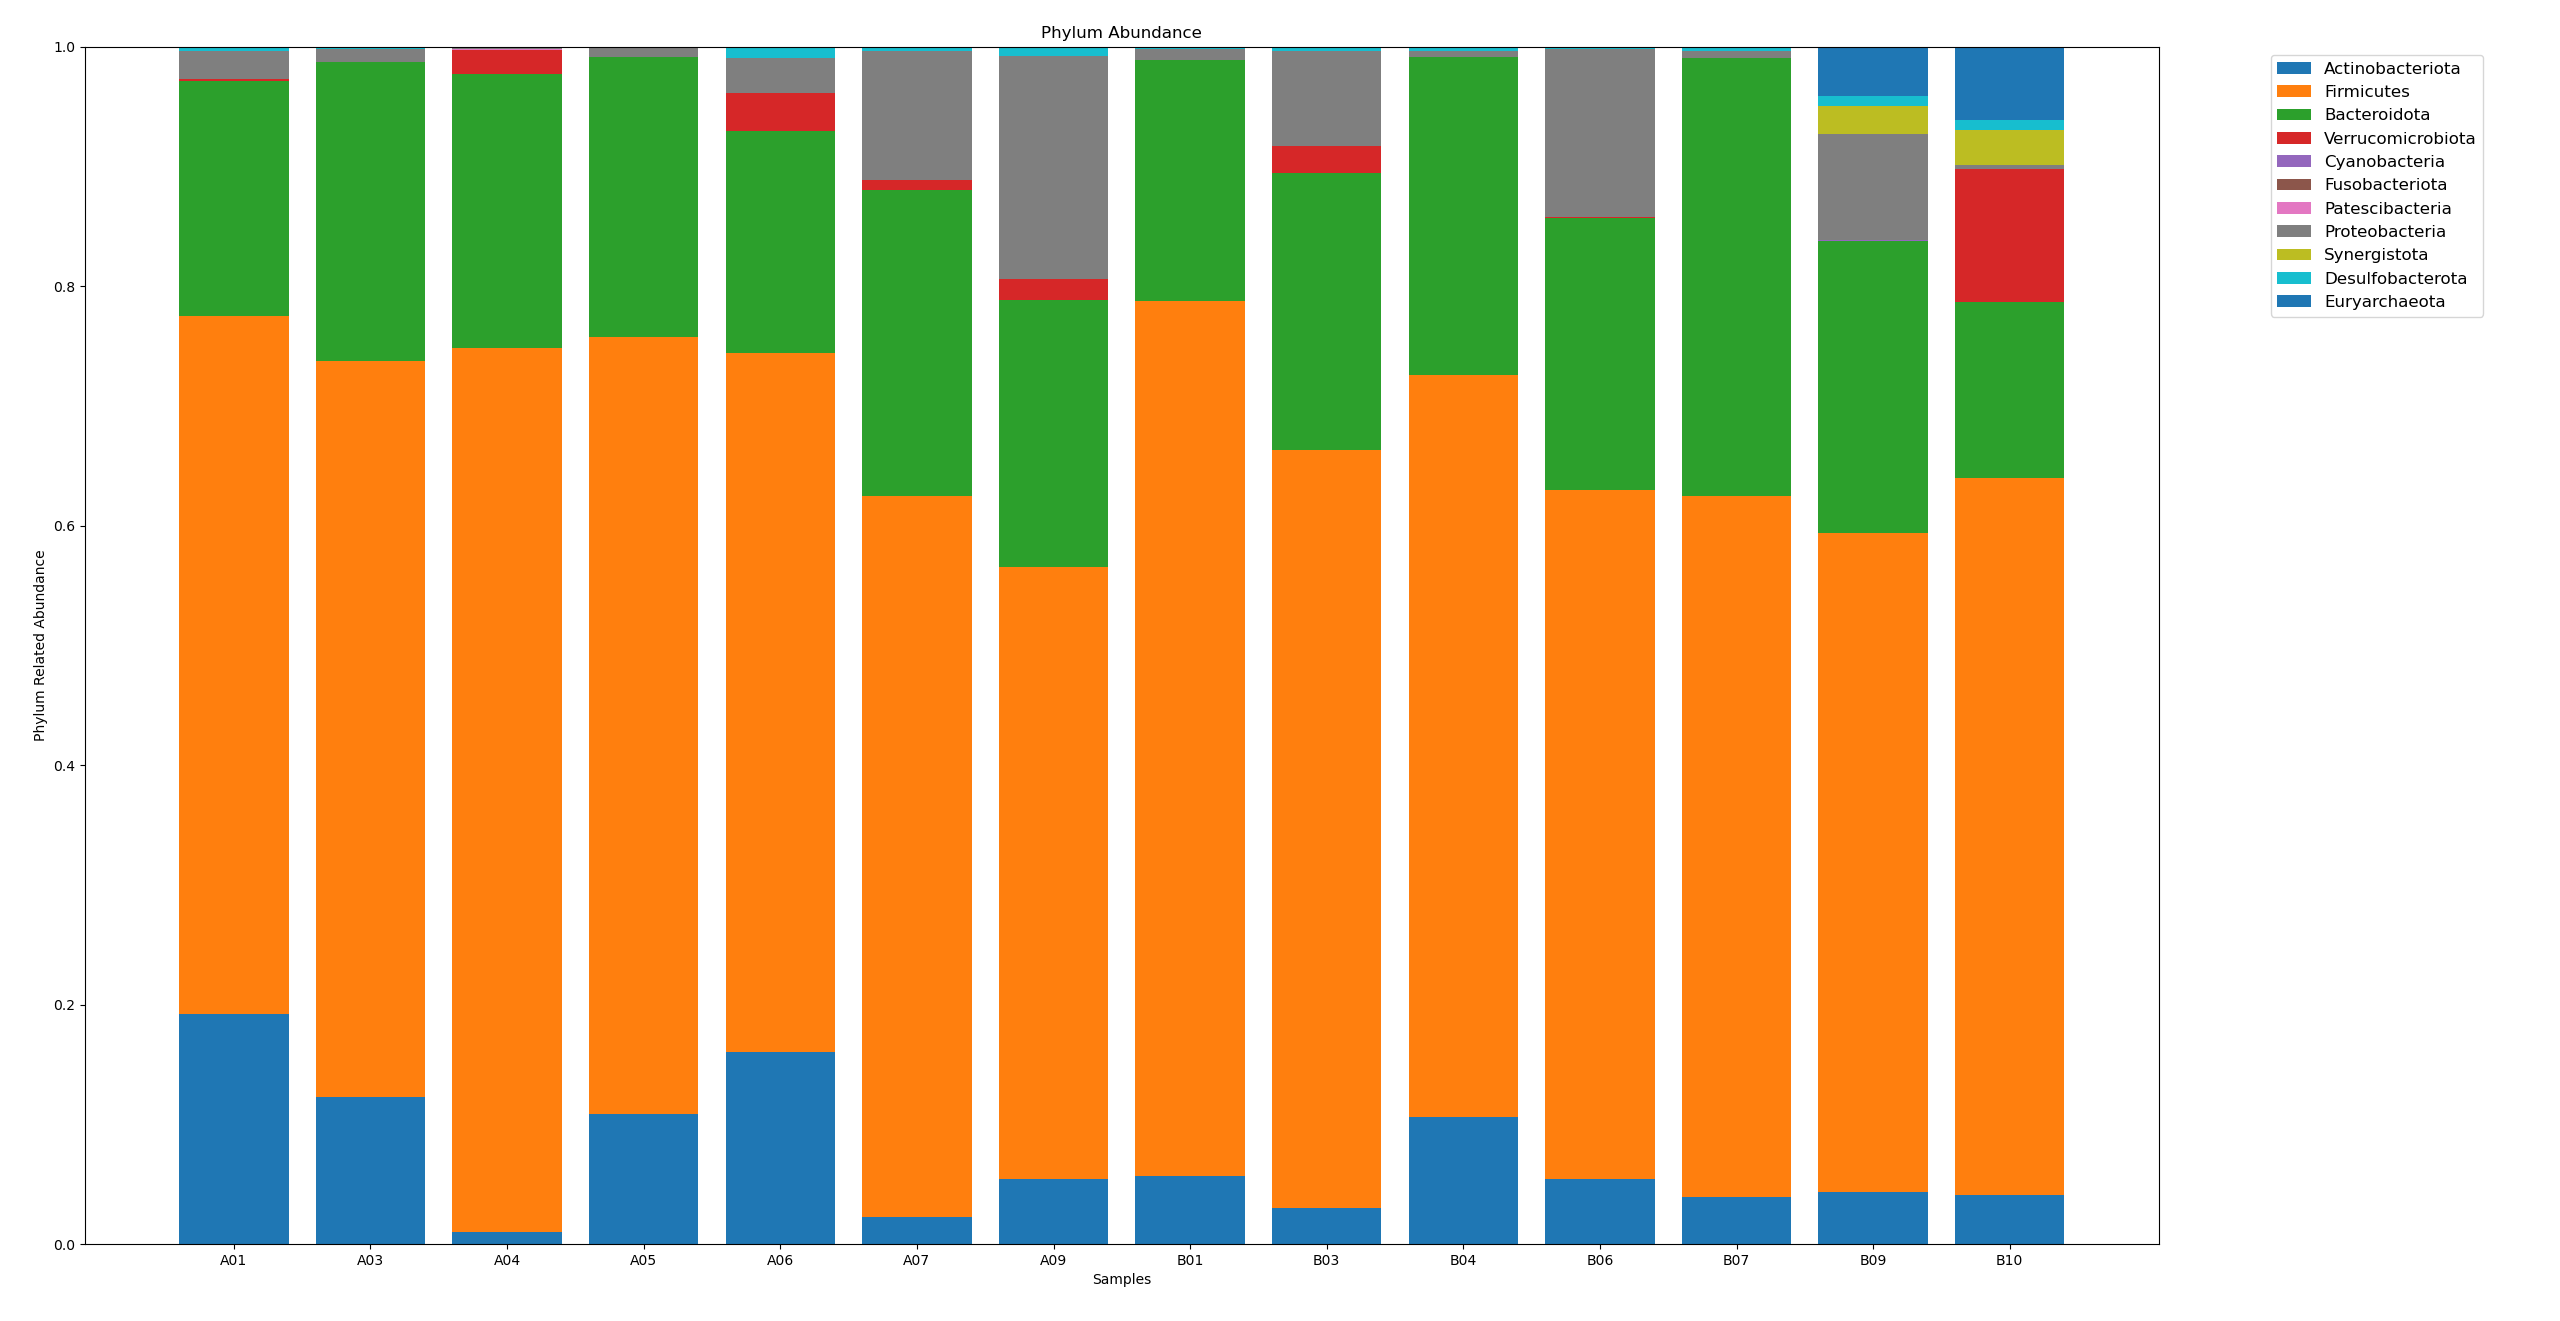 Phylum Abundance
1.0
0.8
0.6
0.4
0.2
0.0
Phylum Related Abundance
A01 A03 A04 A05 A06 A07 A09 B01 B03 B04 B06 B07 B09 B10
Samples
Actinobacteriota
Firmicutes
Bacteroidota
Verrucomicrobiota
Cyanobacteria
Fusobacteriota
Patescibacteria
Proteobacteria
Synergistota
Desulfobacterota
Euryarchaeota